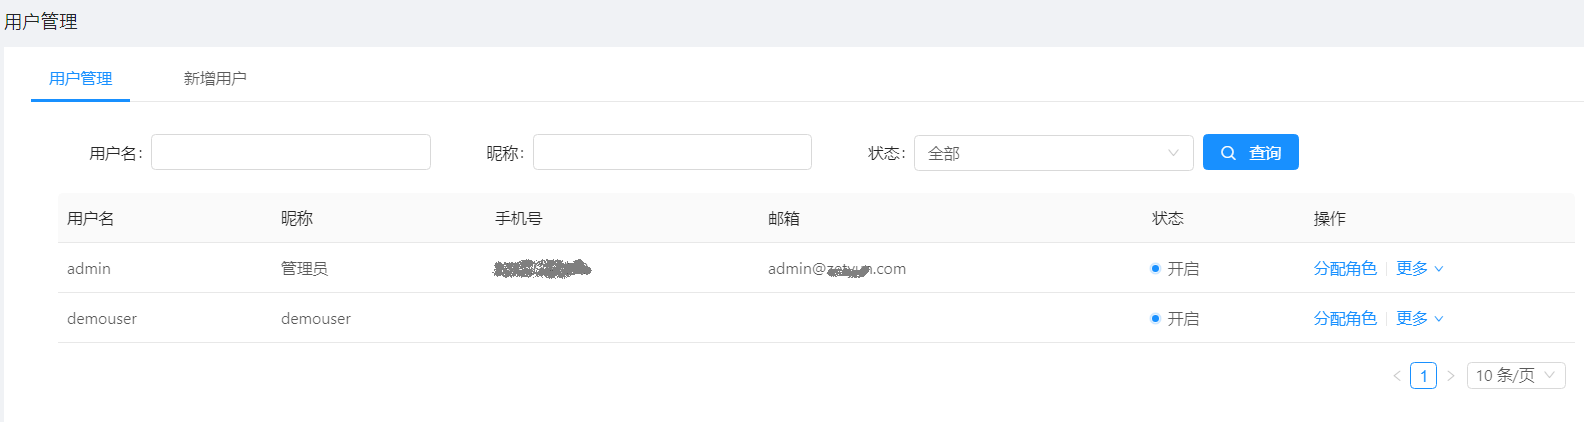 用户管理
用户管理 新增用户
用户名: 昵称: 状态: 全部 查询
用户名 昵称 手机号 邮箱 状态 操作
admin 管理员 admin@ .com 开启 分配角色 更多
demouser demouser 开启 分配角色 更多
1 10 条/页